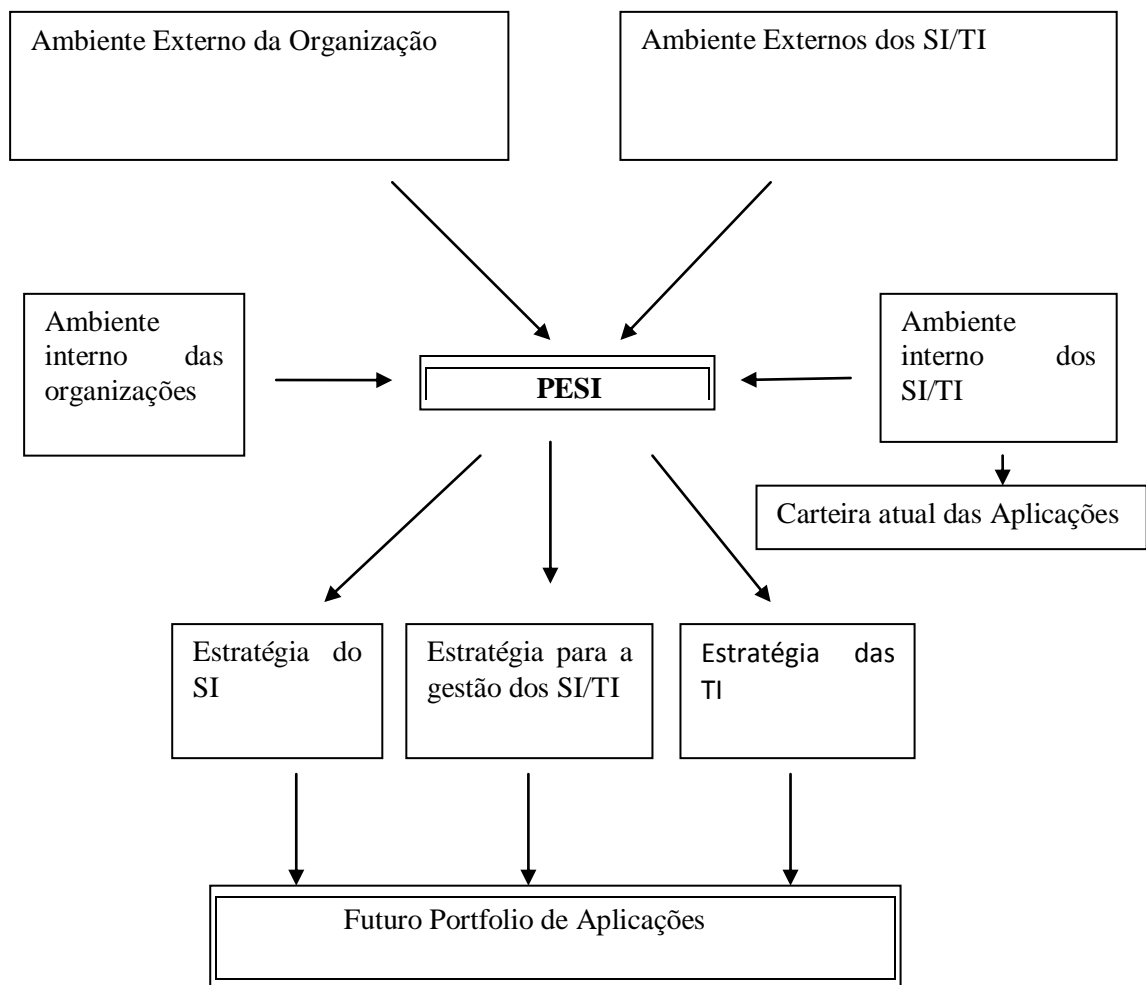 Ambiente Externo da Organização
Ambiente Externos dos SI/TI
Ambiente
interno das
organizações
PESI
Ambiente
interno dos
SI/TI
Carteira atual das Aplicações
Estratégia do
SI
Estratégia para a
gestão dos SI/TI
Estratégia das
TI
Futuro Portfolio de Aplicações